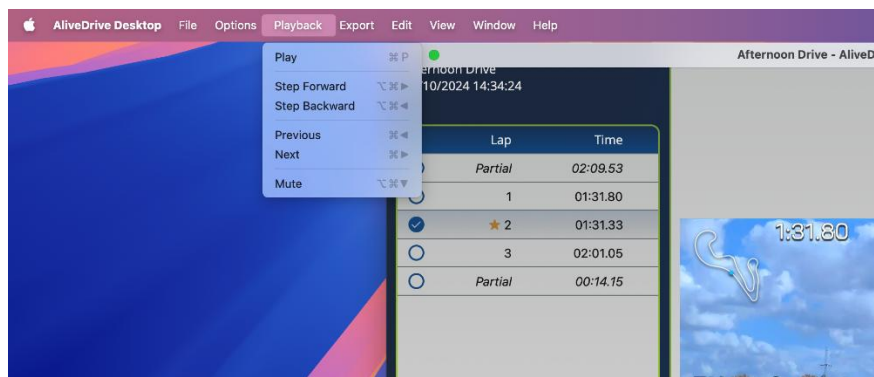 AliveDrive Desktop File Options Playback Export Edit View Window Help
Play ⌘ P
Step Forward ⌥ ⌘ ▶
Step Backward ⌥ ⌘ ◀
Previous ⌘ ◀
Next ⌘ ▶
Mute ⌥ ⌘ ▼
Afternoon Drive - AliveD
ernoon Drive
/10/2024 14:34:24
Lap Time
Partial 02:09.53
1 01:31.80
★ 2 01:31.33
3 02:01.05
Partial 00:14.15
1:31.80